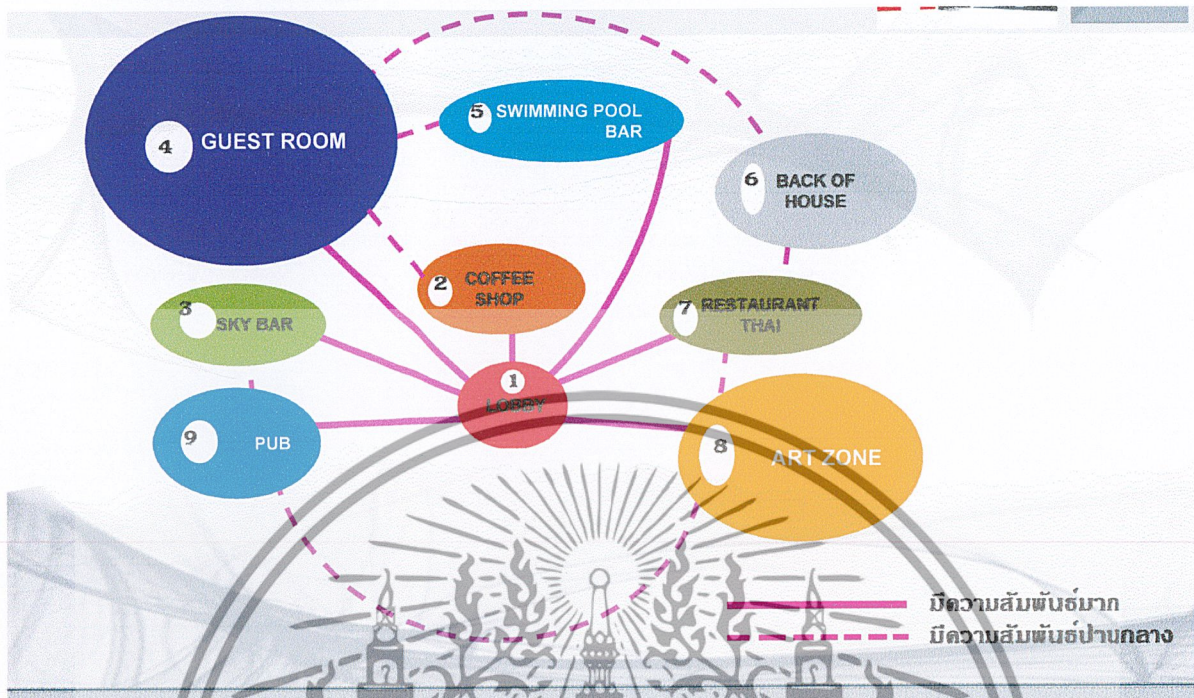 4 GUEST ROOM
5 SWIMMING POOL
BAR
6 BACK OF
HOUSE
2 COFFEE
SHOP
3 SKY BAR
7 RESTAURANT
THAI
1
LOBBY
9 PUB
8 ART ZONE
มีความสัมพันธ์มาก
มีความสัมพันธ์ปานกลาง